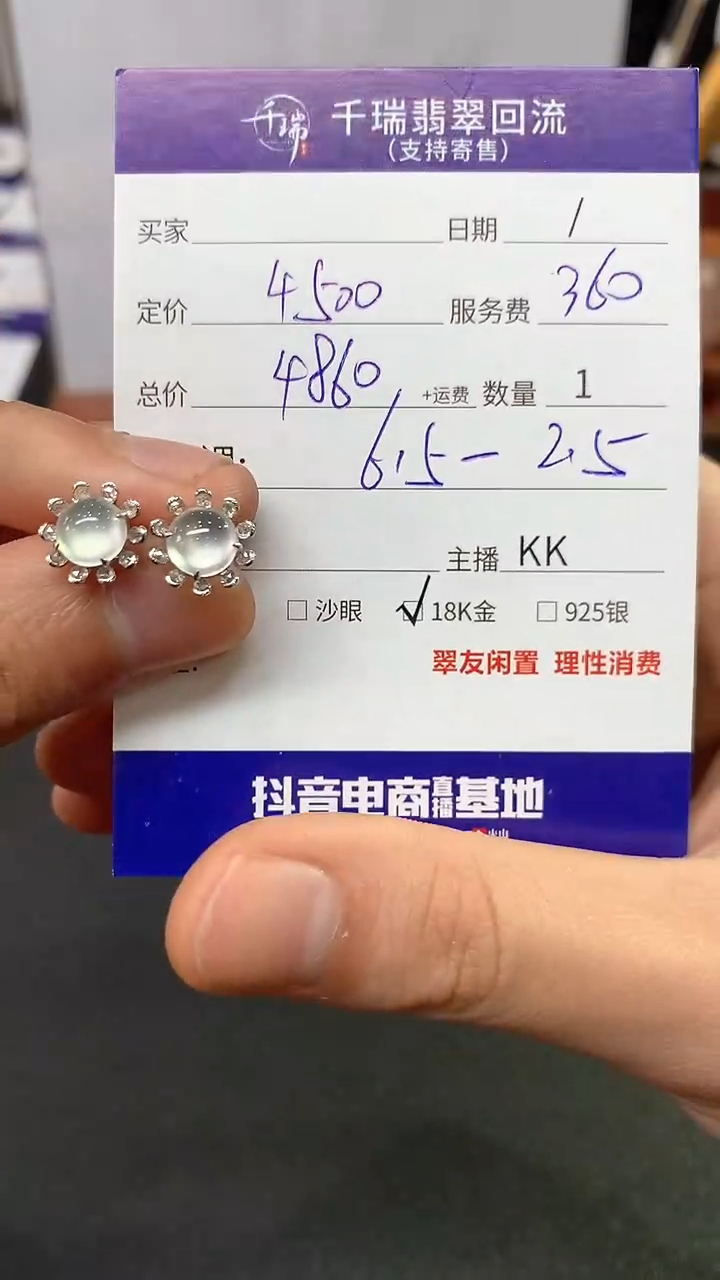 千瑞 千瑞翡翠回流
(支持寄售)
买家 日期 /
定价 4500 服务费 360
总价 4860 +运费 数量 1
6.5-2.5
主播 KK
□ 沙眼 ☑ 18K金 □ 925银
翠友闲置 理性消费
抖音电商直播基地